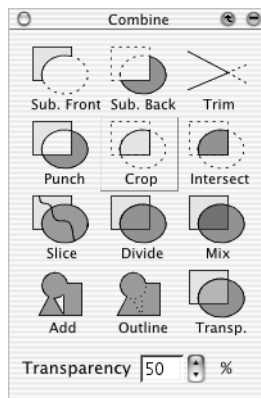 Combine
Sub. Front Sub. Back Trim
Punch Crop Intersect
Slice Divide Mix
Add Outline Transp.
Transparency 50 %